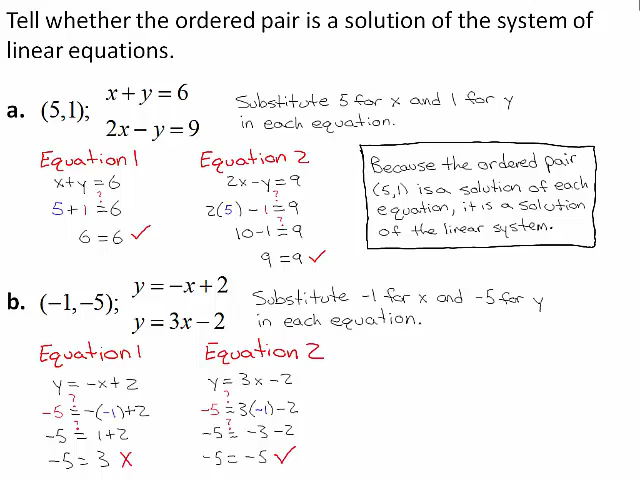 Tell whether the ordered pair is a solution of the system of
linear equations.
a. (5,1); x + y = 6
2x − y = 9
Substitute 5 for x and 1 for y
in each equation.
Equation 1
x+y = 6
5+1 ≟ 6
6 = 6 ✓
Equation 2
2x−y = 9
2(5) −1 ≟ 9
10−1 ≟ 9
9 = 9 ✓
Because the ordered pair
(5,1) is a solution of each
equation, it is a solution
of the linear system.
b. (−1,−5); y = −x + 2
y = 3x − 2
Substitute −1 for x and −5 for y
in each equation.
Equation 1
y = −x+2
−5 ≟ −(−1)+2
−5 ≟ 1+2
−5 = 3 X
Equation 2
y = 3x −2
−5 ≟ 3(−1)−2
−5 ≟ −3 −2
−5 = −5 ✓